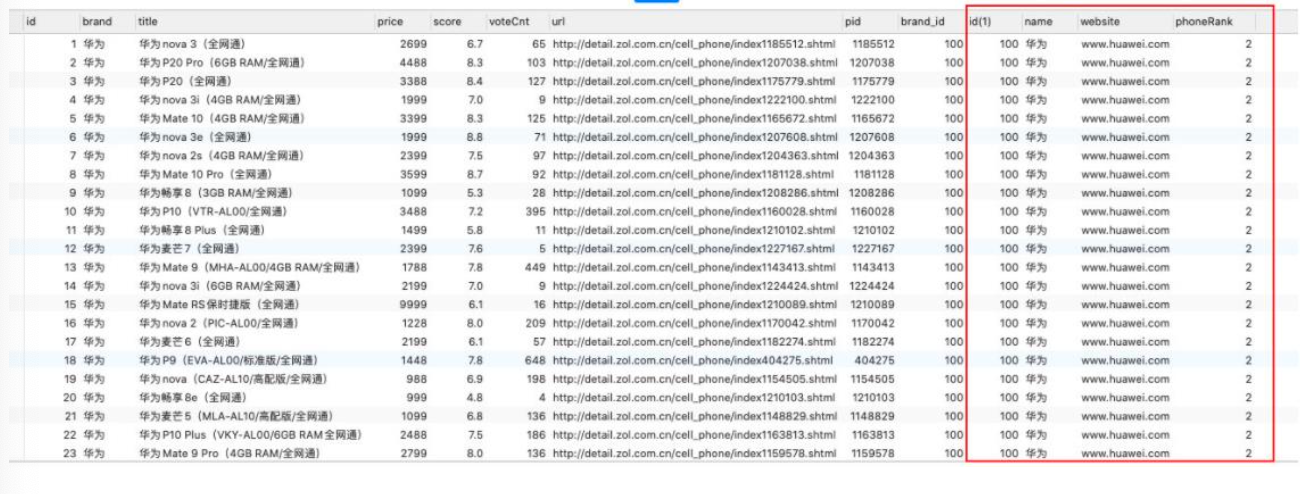 id brand title price score voteCnt url pid brand_id id(1) name website phoneRank
1 华为 华为 nova 3（全网通） 2699 6.7 65 http://detail.zol.com.cn/cell_phone/index1185512.shtml 1185512 100 100 华为 www.huawei.com 2
2 华为 华为 P20 Pro（6GB RAM/全网通） 4488 8.3 103 http://detail.zol.com.cn/cell_phone/index1207038.shtml 1207038 100 100 华为 www.huawei.com 2
3 华为 华为 P20（全网通） 3388 8.4 127 http://detail.zol.com.cn/cell_phone/index1175779.shtml 1175779 100 100 华为 www.huawei.com 2
4 华为 华为 nova 3i（4GB RAM/全网通） 1999 7.0 9 http://detail.zol.com.cn/cell_phone/index1222100.shtml 1222100 100 100 华为 www.huawei.com 2
5 华为 华为 Mate 10（4GB RAM/全网通） 3399 8.3 125 http://detail.zol.com.cn/cell_phone/index1165672.shtml 1165672 100 100 华为 www.huawei.com 2
6 华为 华为 nova 3e（全网通） 1999 8.8 71 http://detail.zol.com.cn/cell_phone/index1207608.shtml 1207608 100 100 华为 www.huawei.com 2
7 华为 华为 nova 2s（4GB RAM/全网通） 2399 7.5 97 http://detail.zol.com.cn/cell_phone/index1204363.shtml 1204363 100 100 华为 www.huawei.com 2
8 华为 华为 Mate 10 Pro（全网通） 3599 8.7 92 http://detail.zol.com.cn/cell_phone/index1181128.shtml 1181128 100 100 华为 www.huawei.com 2
9 华为 华为畅享 8（3GB RAM/全网通） 1099 5.3 28 http://detail.zol.com.cn/cell_phone/index1208286.shtml 1208286 100 100 华为 www.huawei.com 2
10 华为 华为 P10（VTR-AL00/全网通） 3488 7.2 395 http://detail.zol.com.cn/cell_phone/index1160028.shtml 1160028 100 100 华为 www.huawei.com 2
11 华为 华为畅享 8 Plus（全网通） 1499 5.8 11 http://detail.zol.com.cn/cell_phone/index1210102.shtml 1210102 100 100 华为 www.huawei.com 2
12 华为 华为麦芒 7（全网通） 2399 7.6 5 http://detail.zol.com.cn/cell_phone/index1227167.shtml 1227167 100 100 华为 www.huawei.com 2
13 华为 华为 Mate 9（MHA-AL00/4GB RAM/全网通） 1788 7.8 449 http://detail.zol.com.cn/cell_phone/index1143413.shtml 1143413 100 100 华为 www.huawei.com 2
14 华为 华为 nova 3i（6GB RAM/全网通） 2199 7.0 9 http://detail.zol.com.cn/cell_phone/index1224424.shtml 1224424 100 100 华为 www.huawei.com 2
15 华为 华为 Mate RS保时捷版（全网通） 9999 6.1 16 http://detail.zol.com.cn/cell_phone/index1210089.shtml 1210089 100 100 华为 www.huawei.com 2
16 华为 华为 nova 2（PIC-AL00/全网通） 1228 8.0 209 http://detail.zol.com.cn/cell_phone/index1170042.shtml 1170042 100 100 华为 www.huawei.com 2
17 华为 华为麦芒 6（全网通） 2199 6.1 57 http://detail.zol.com.cn/cell_phone/index1182274.shtml 1182274 100 100 华为 www.huawei.com 2
18 华为 华为 P9（EVA-AL00/标准版/全网通） 1448 7.8 648 http://detail.zol.com.cn/cell_phone/index404275.shtml 404275 100 100 华为 www.huawei.com 2
19 华为 华为 nova（CAZ-AL10/高配版/全网通） 988 6.9 198 http://detail.zol.com.cn/cell_phone/index1154505.shtml 1154505 100 100 华为 www.huawei.com 2
20 华为 华为畅享 8e（全网通） 999 4.8 4 http://detail.zol.com.cn/cell_phone/index1210103.shtml 1210103 100 100 华为 www.huawei.com 2
21 华为 华为麦芒 5（MLA-AL10/高配版/全网通） 1099 6.8 136 http://detail.zol.com.cn/cell_phone/index1148829.shtml 1148829 100 100 华为 www.huawei.com 2
22 华为 华为 P10 Plus（VKY-AL00/6GB RAM 全网通） 2488 7.5 186 http://detail.zol.com.cn/cell_phone/index1163813.shtml 1163813 100 100 华为 www.huawei.com 2
23 华为 华为 Mate 9 Pro（4GB RAM/全网通） 2799 8.0 136 http://detail.zol.com.cn/cell_phone/index1159578.shtml 1159578 100 100 华为 www.huawei.com 2